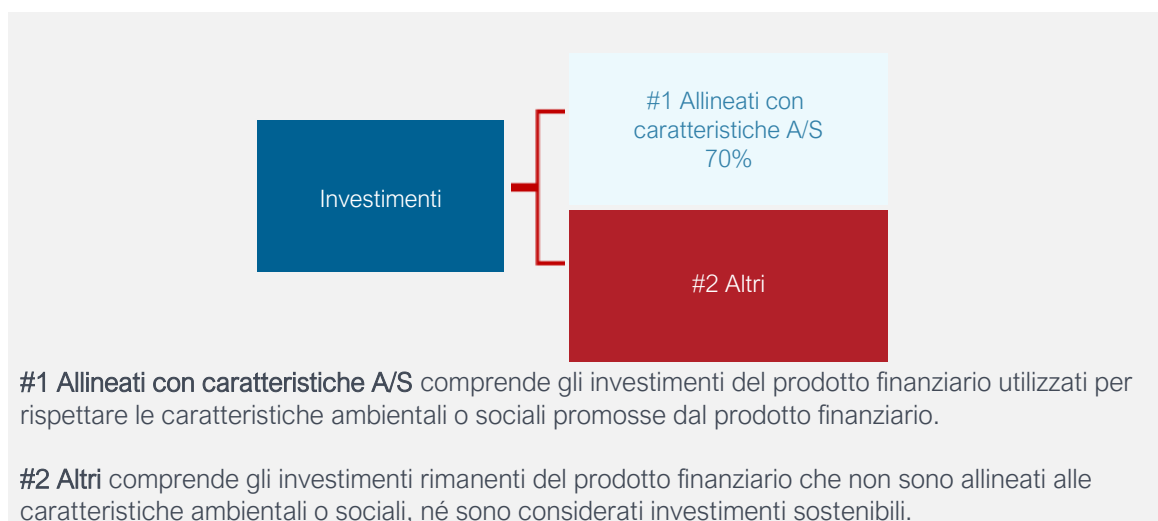 #1 Allineati con
caratteristiche A/S
70%
Investimenti
#2 Altri
#1 Allineati con caratteristiche A/S comprende gli investimenti del prodotto finanziario utilizzati per
rispettare le caratteristiche ambientali o sociali promosse dal prodotto finanziario.
#2 Altri comprende gli investimenti rimanenti del prodotto finanziario che non sono allineati alle
caratteristiche ambientali o sociali, né sono considerati investimenti sostenibili.